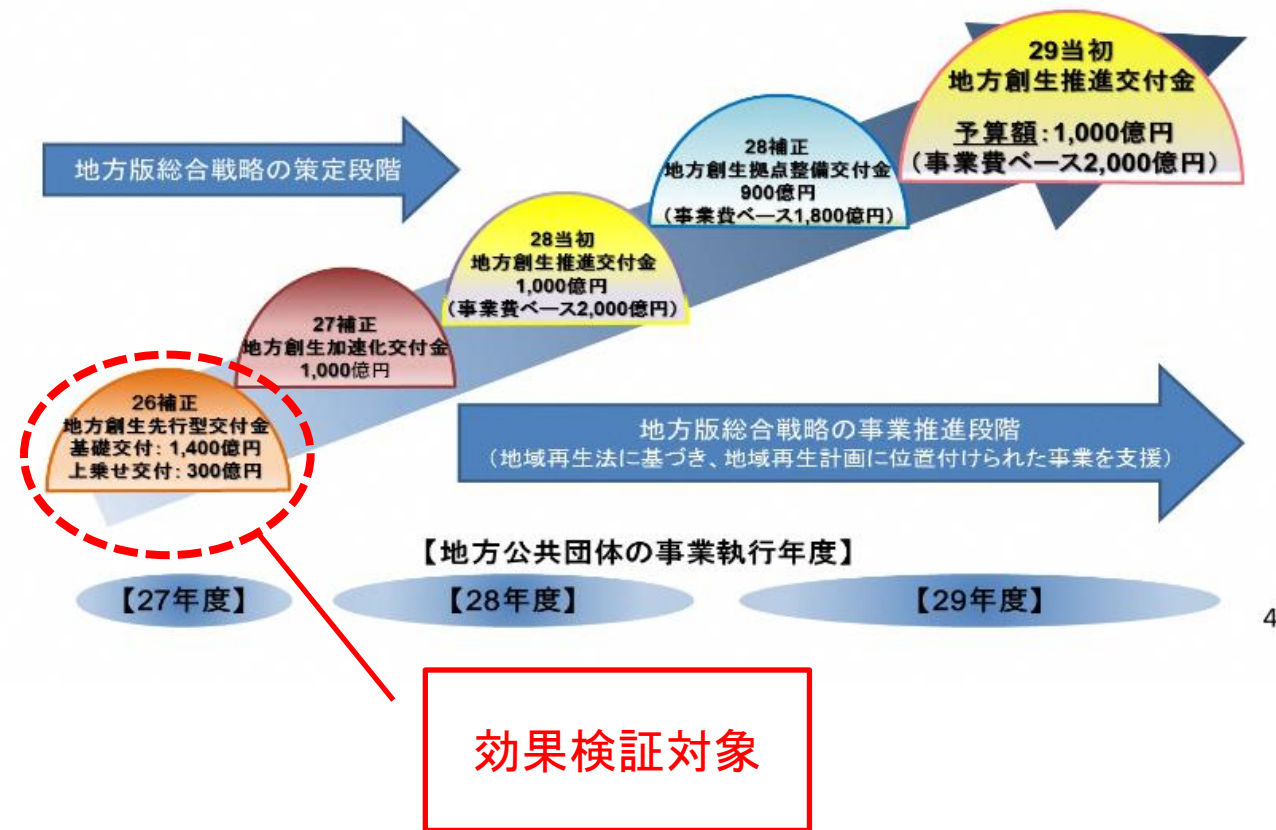 29当初
地方創生推進交付金
予算額:1,000億円
(事業費ベース2,000億円)
28補正
地方創生拠点整備交付金
900億円
(事業費ベース1,800億円)
地方版総合戦略の策定段階
28当初
地方創生推進交付金
1,000億円
(事業費ベース2,000億円)
27補正
地方創生加速化交付金
1,000億円
26補正
地方創生先行型交付金
基礎交付:1,400億円
上乗せ交付:300億円
地方版総合戦略の事業推進段階
(地域再生法に基づき、地域再生計画に位置付けられた事業を支援)
【地方公共団体の事業執行年度】
【27年度】
【28年度】
【29年度】
4
効果検証対象